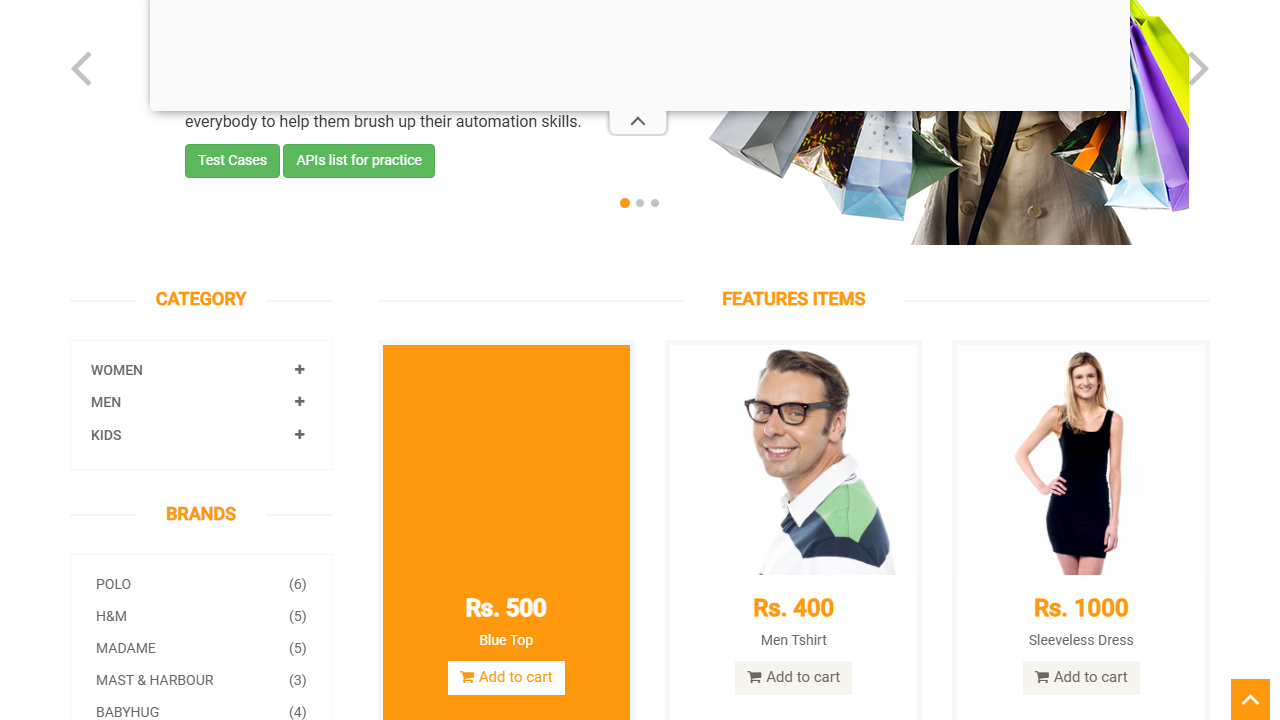 everybody to help them brush up their automation skills.
Test Cases APIs list for practice
CATEGORY
WOMEN
MEN
KIDS
BRANDS
POLO (6)
H&M (5)
MADAME (5)
MAST & HARBOUR (3)
BABYHUG (4)
FEATURES ITEMS
Rs. 500
Blue Top
Add to cart
Rs. 400
Men Tshirt
Add to cart
Rs. 1000
Sleeveless Dress
Add to cart